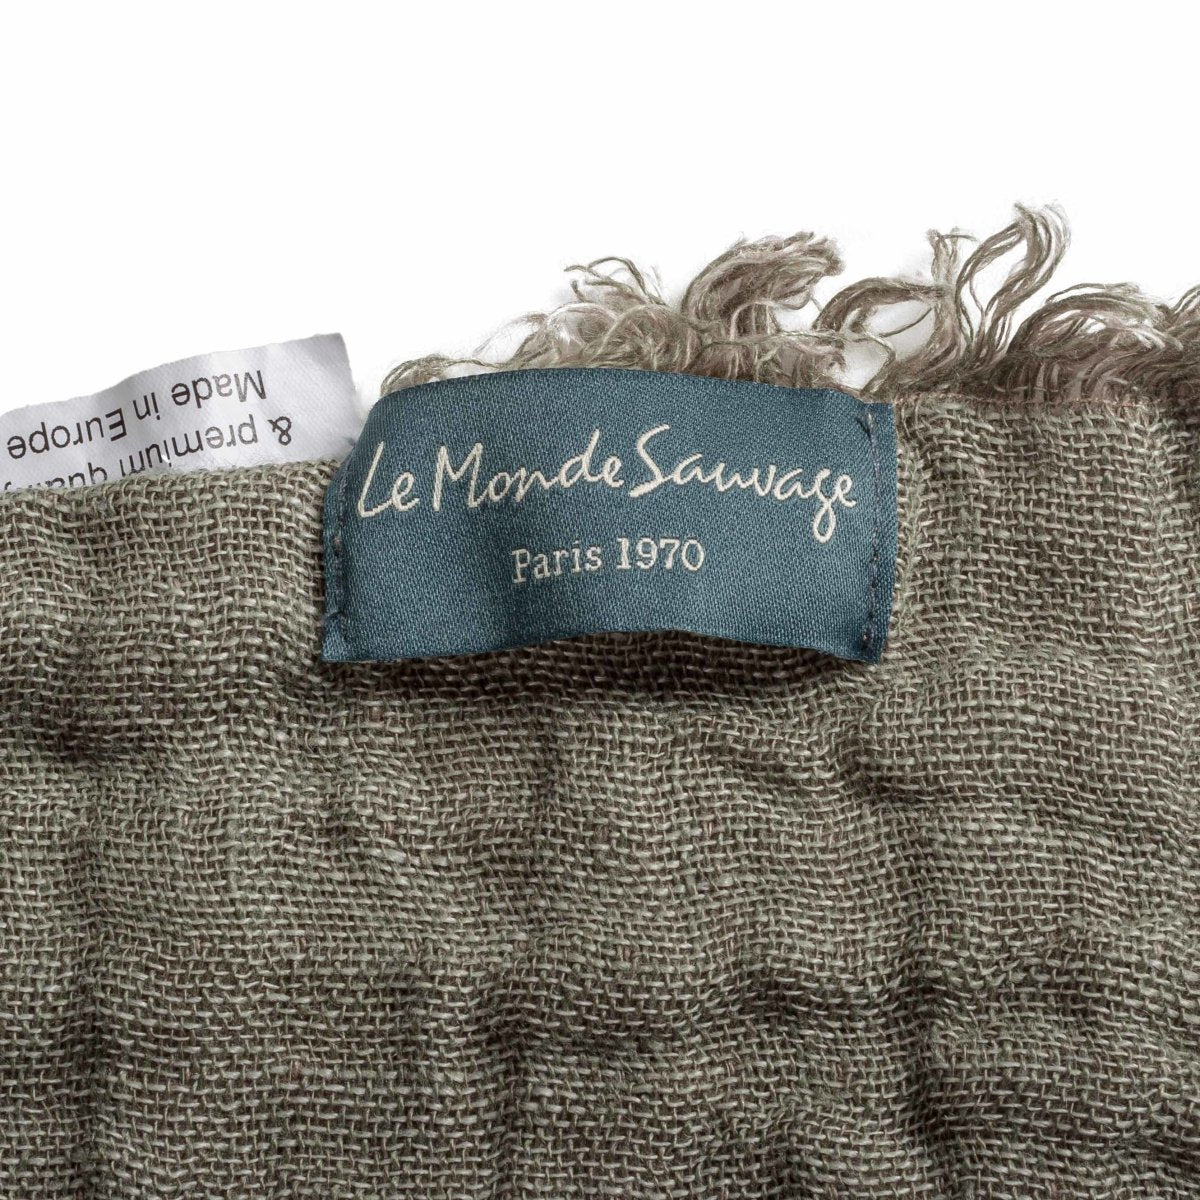 Le Monde Sauvage
Paris 1970
& premium
Made in Europe